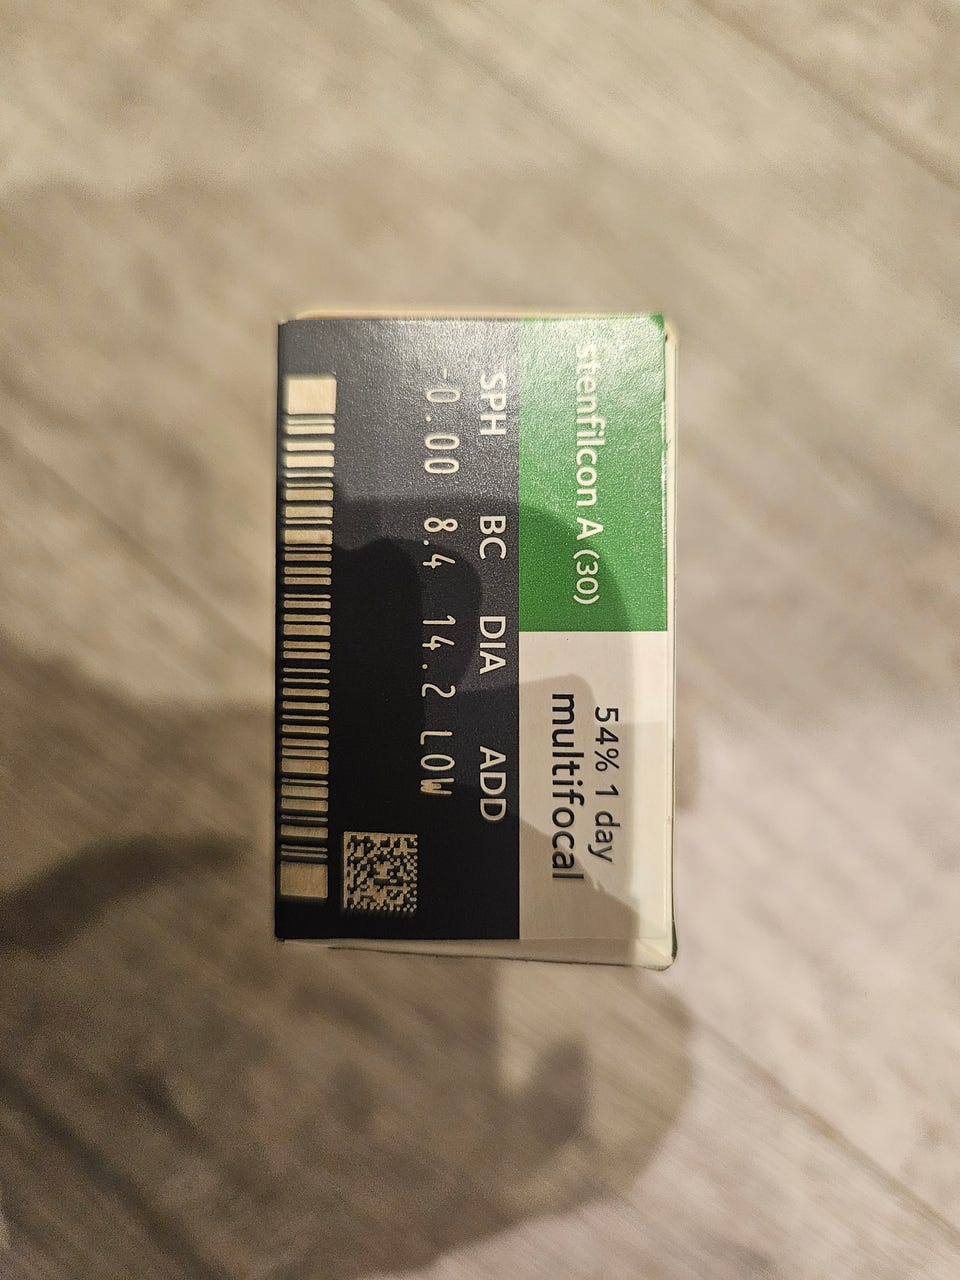 stenfilcon A (30)
54% 1 day
multifocal
SPH BC DIA ADD
-0.00 8.4 14.2 LOW